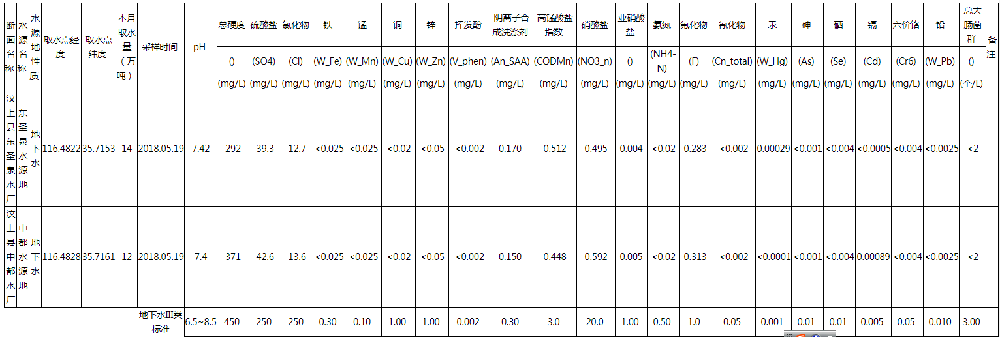 断面名称 水源名称 水源地性质 取水点经度 取水点纬度 本月取水量（万吨） 采样时间 pH 总硬度 硫酸盐 氯化物 铁 锰 铜 锌 挥发酚 阴离子合成洗涤剂 高锰酸盐指数 硝酸盐 亚硝酸盐 氨氮 氟化物 氰化物 汞 砷 硒 镉 六价铬 铅 总大肠菌群 备注
() (SO4) (Cl) (W_Fe) (W_Mn) (W_Cu) (W_Zn) (V_phen) (An_SAA) (CODMn) (NO3_n) () (NH4-N) (F) (Cn_total) (W_Hg) (As) (Se) (Cd) (Cr6) (W_Pb) ()
(mg/L) (mg/L) (mg/L) (mg/L) (mg/L) (mg/L) (mg/L) (mg/L) (mg/L) (mg/L) (mg/L) (mg/L) (mg/L) (mg/L) (mg/L) (mg/L) (mg/L) (mg/L) (mg/L) (mg/L) (mg/L) (个/L)
汶上县东圣泉水厂 东圣泉水源地 地下水 116.4822 35.7153 14 2018.05.19 7.42 292 39.3 12.7 <0.025 <0.025 <0.02 <0.05 <0.002 0.170 0.512 0.495 0.004 <0.02 0.283 <0.002 0.00029 <0.001 <0.004 <0.0005 <0.004 <0.0025 <2
汶上县中都水厂 中都水源地 地下水 116.4828 35.7161 12 2018.05.19 7.4 371 42.6 13.6 <0.025 <0.025 <0.02 <0.05 <0.002 0.150 0.448 0.592 0.005 <0.02 0.313 <0.002 <0.0001 <0.001 <0.004 0.00089 <0.004 <0.0025 <2
地下水III类标准 6.5~8.5 450 250 250 0.30 0.10 1.00 1.00 0.002 0.30 3.0 20.0 1.00 0.50 1.0 0.05 0.001 0.01 0.01 0.005 0.05 0.010 3.00